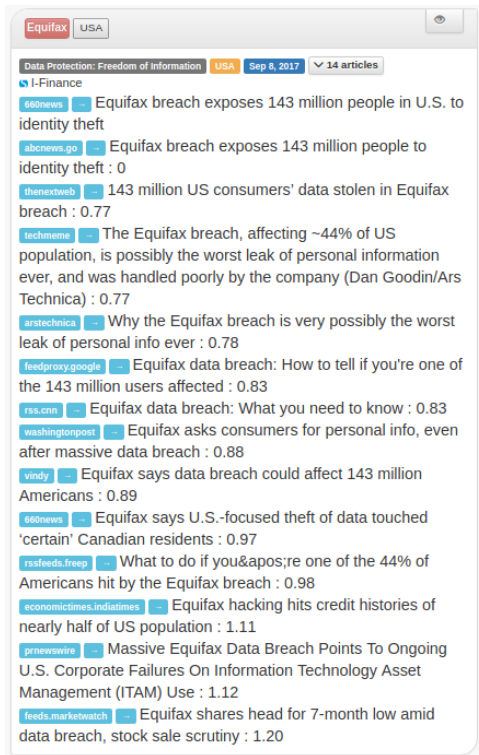 Equifax USA
Data Protection: Freedom of Information USA Sep 8, 2017 14 articles
I-Finance
660news → Equifax breach exposes 143 million people in U.S. to
identity theft
abcnews.go → Equifax breach exposes 143 million people to
identity theft : 0
thenextweb → 143 million US consumers’ data stolen in Equifax
breach : 0.77
techmeme → The Equifax breach, affecting ~44% of US
population, is possibly the worst leak of personal information
ever, and was handled poorly by the company (Dan Goodin/Ars
Technica) : 0.77
arstechnica → Why the Equifax breach is very possibly the worst
leak of personal info ever : 0.78
feedproxy.google → Equifax data breach: How to tell if you're one of
the 143 million users affected : 0.83
rss.cnn → Equifax data breach: What you need to know : 0.83
washingtonpost → Equifax asks consumers for personal info, even
after massive data breach : 0.88
vindy → Equifax says data breach could affect 143 million
Americans : 0.89
660news → Equifax says U.S.-focused theft of data touched
‘certain’ Canadian residents : 0.97
rssfeeds.freep → What to do if you&apos;re one of the 44% of
Americans hit by the Equifax breach : 0.98
economictimes.indiatimes → Equifax hacking hits credit histories of
nearly half of US population : 1.11
prnewswire → Massive Equifax Data Breach Points To Ongoing
U.S. Corporate Failures On Information Technology Asset
Management (ITAM) Use : 1.12
feeds.marketwatch → Equifax shares head for 7-month low amid
data breach, stock sale scrutiny : 1.20